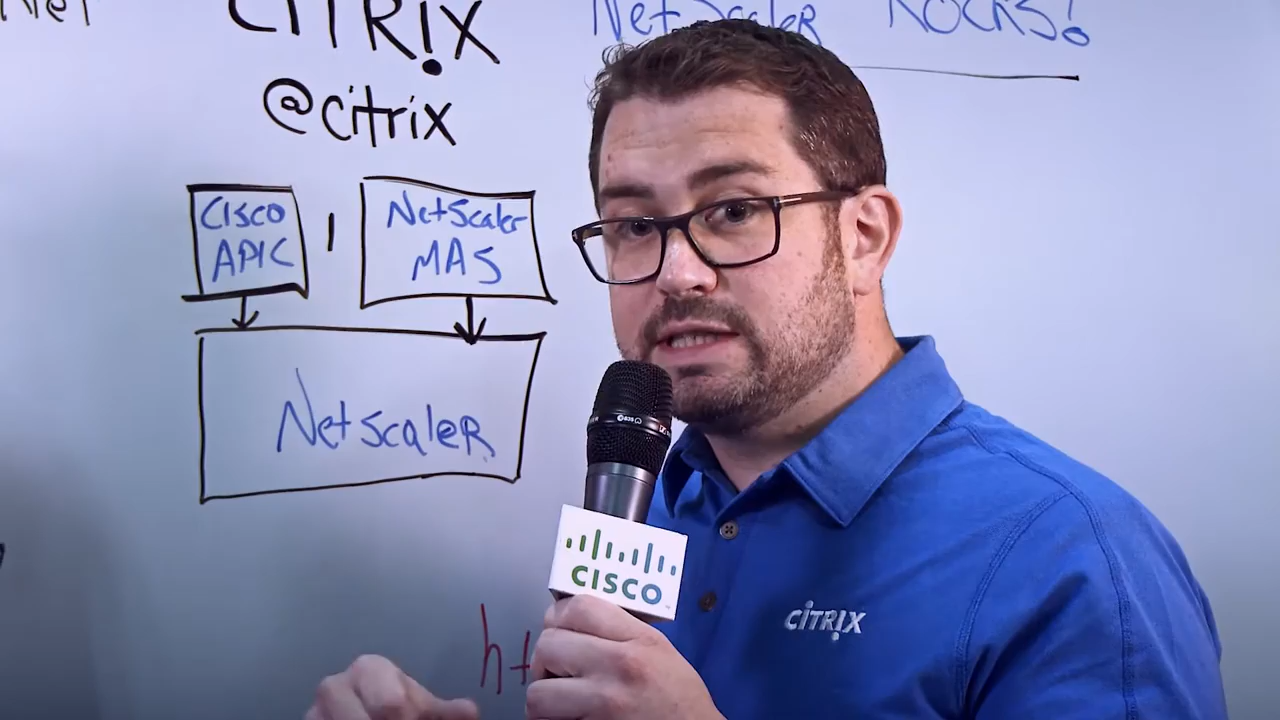 CITRIX
@citrix
NetScaler ROCKS!
Cisco
APIC
NetScaler
MAS
NetScaleR
CISCO
CITRIX